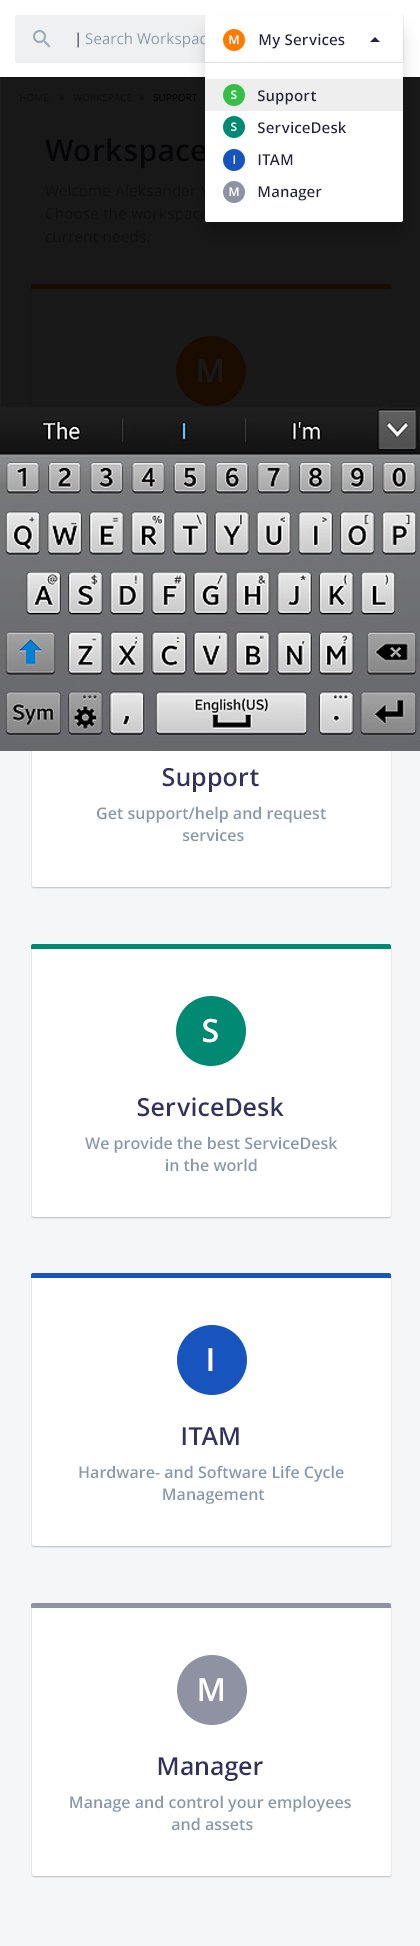 | Search Workspac
M My Services
HOME WORKSPACE SUPPORT
S Support
S ServiceDesk
I ITAM
M Manager
Workspace
Welcome Aleksander,
Choose the workspac
current needs.
M
The I I'm
1 2 3 4 5 6 7 8 9 0
Q W E R T Y U I O P
A S D F G H J K L
Z X C V B N M
Sym , English(US) .
Support
Get support/help and request
services
S
ServiceDesk
We provide the best ServiceDesk
in the world
I
ITAM
Hardware- and Software Life Cycle
Management
M
Manager
Manage and control your employees
and assets